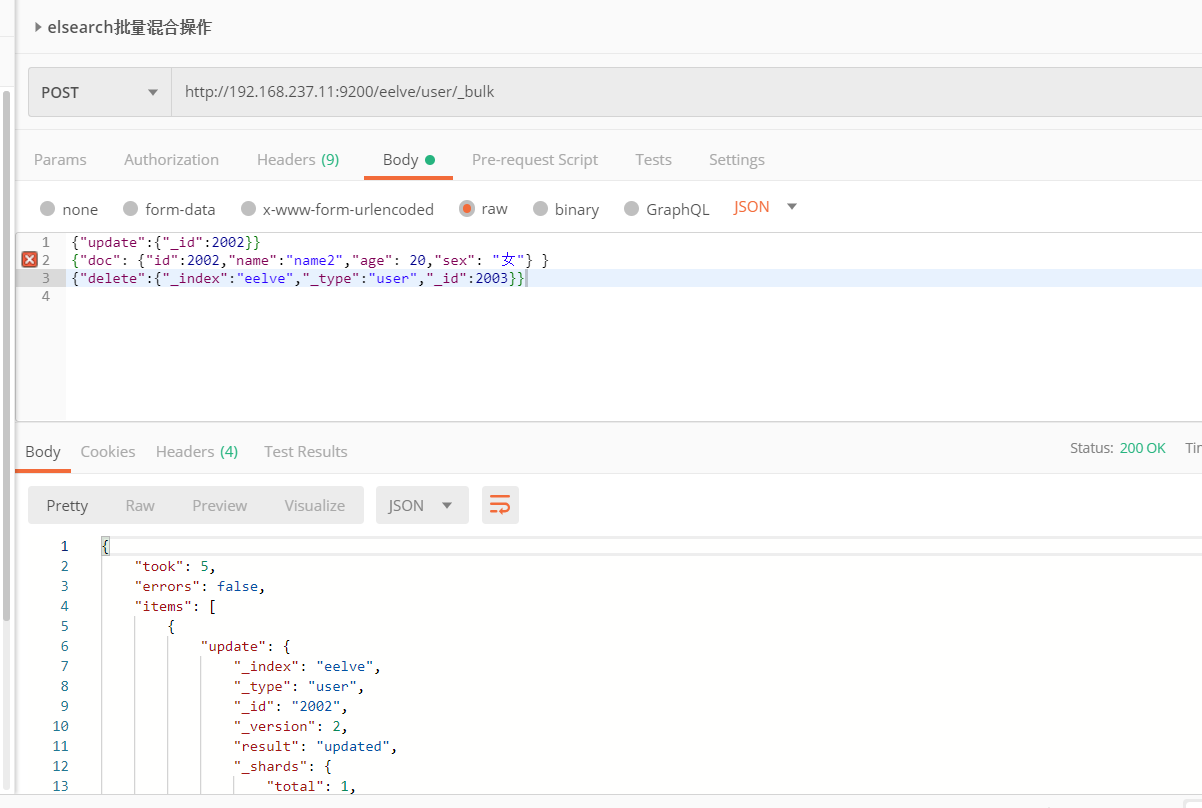 elsearch批量混合操作
POST http://192.168.237.11:9200/eelve/user/_bulk
Params Authorization Headers (9) Body Pre-request Script Tests Settings
none form-data x-www-form-urlencoded raw binary GraphQL JSON
1 {"update":{"_id":2002}}
2 {"doc": {"id":2002,"name":"name2","age": 20,"sex": "女"} }
3 {"delete":{"_index":"eelve","_type":"user","_id":2003}}
4
Body Cookies Headers (4) Test Results Status: 200 OK
Pretty Raw Preview Visualize JSON
1 {
2 "took": 5,
3 "errors": false,
4 "items": [
5 {
6 "update": {
7 "_index": "eelve",
8 "_type": "user",
9 "_id": "2002",
10 "_version": 2,
11 "result": "updated",
12 "_shards": {
13 "total": 1,